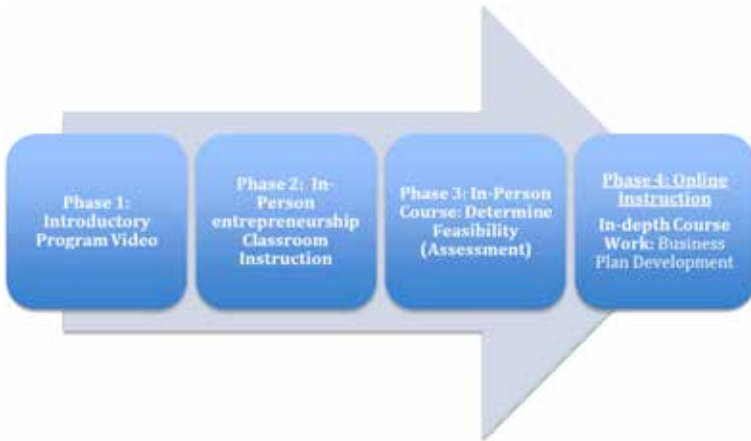 Phase 1:
Introductory
Program Video
Phase 2: In-
Person
entrepreneurship
Classroom
Instruction
Phase 3: In-Person
Course: Determine
Feasibility
(Assessment)
Phase 4: Online
Instruction
In-depth Course
Work: Business
Plan Development